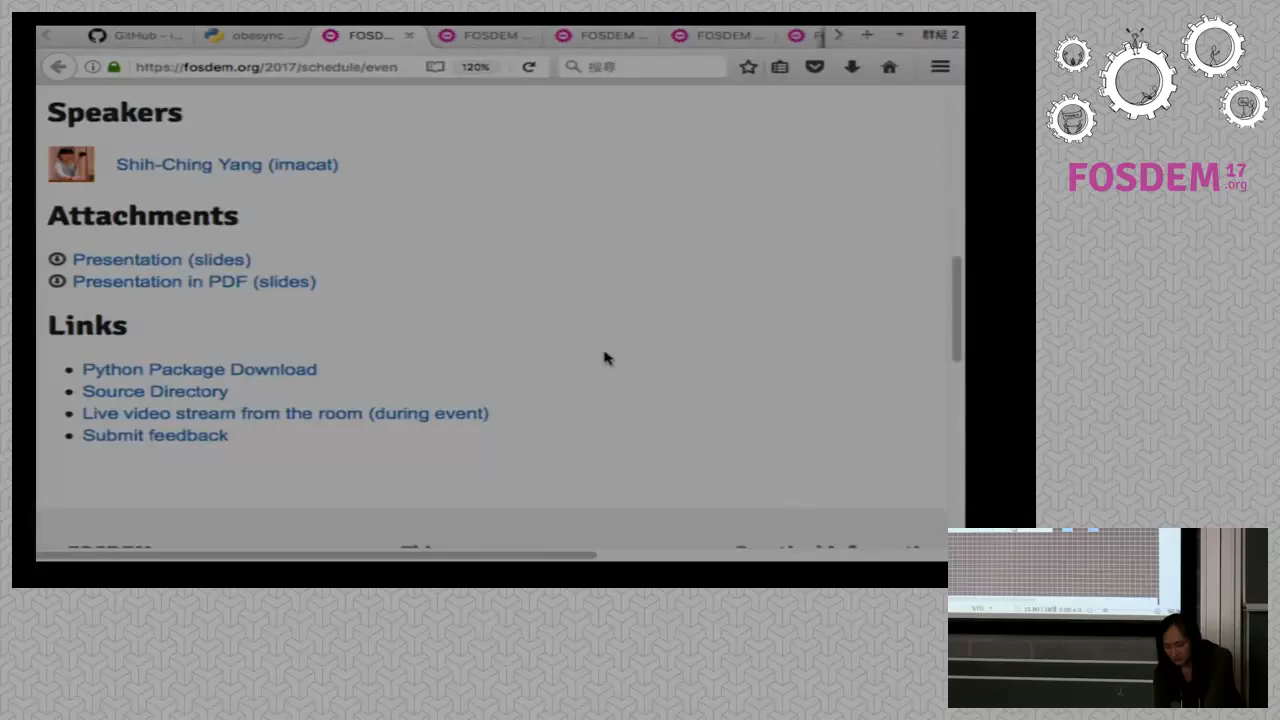 GitHub - i...
obasync ...
FOSD...
FOSDEM ...
FOSDEM ...
FOSDEM ...
群組 2
https://fosdem.org/2017/schedule/even
120%
搜尋
Speakers
Shih-Ching Yang (imacat)
Attachments
Presentation (slides)
Presentation in PDF (slides)
Links
Python Package Download
Source Directory
Live video stream from the room (during event)
Submit feedback
FOSDEM 17
.org